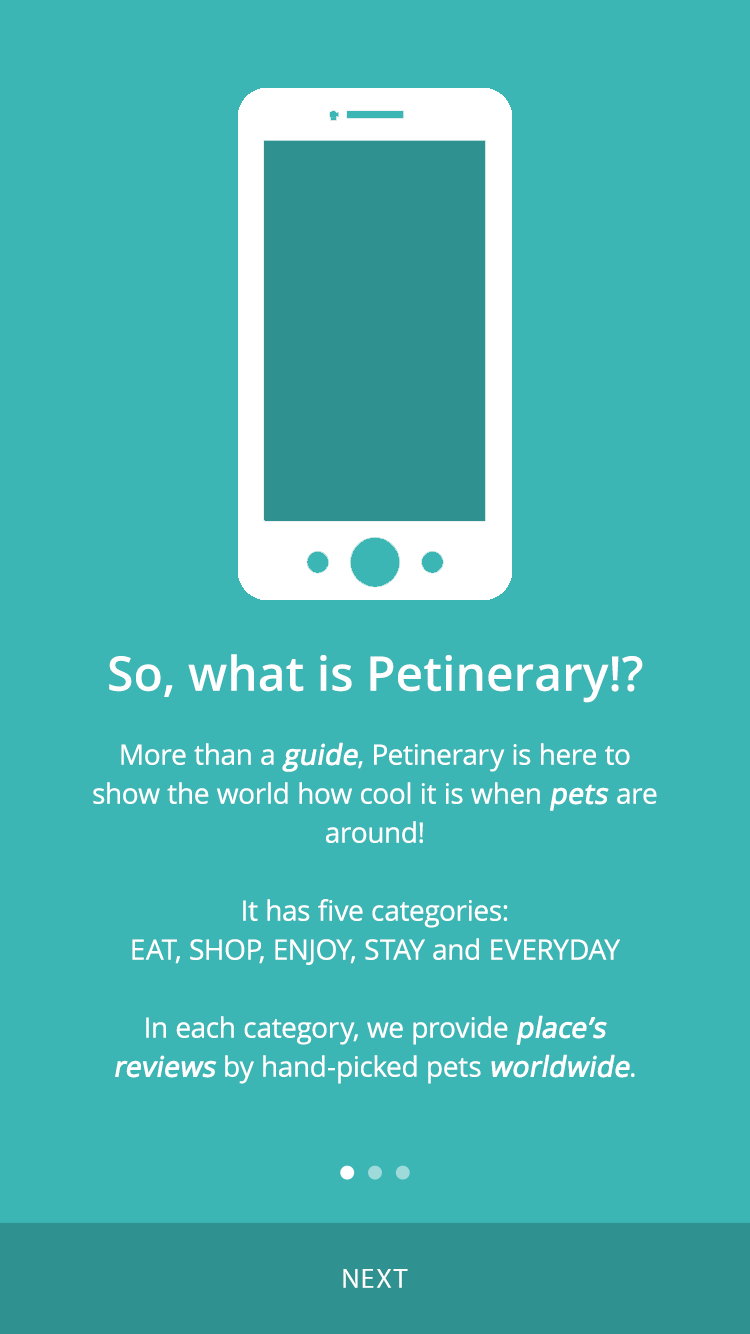 So, what is Petinerary!?
More than a guide, Petinerary is here to
show the world how cool it is when pets are
around!
It has five categories:
EAT, SHOP, ENJOY, STAY and EVERYDAY
In each category, we provide place’s
reviews by hand-picked pets worldwide.
NEXT